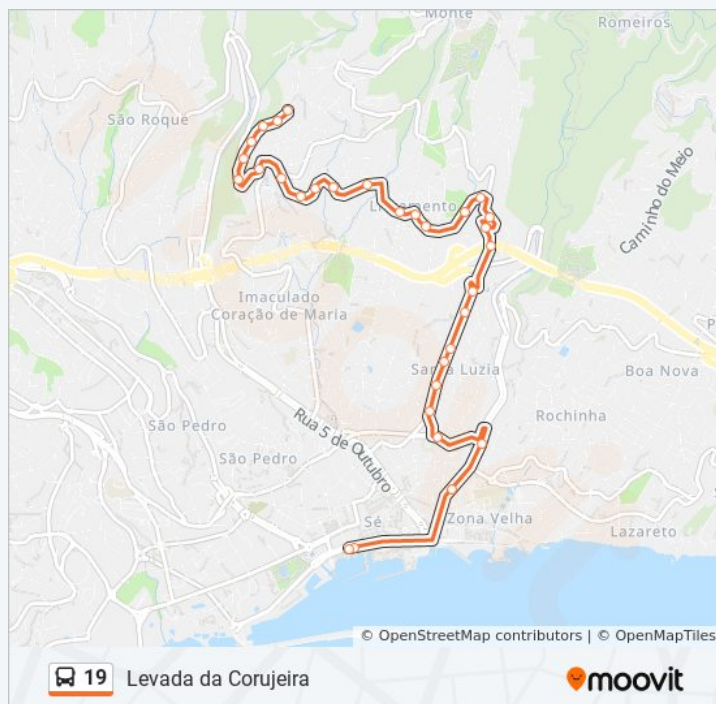 Monte
Romeiros
São Roque
Caminho do Meio
Livramento
Imaculado
Coração de Maria
Santa Luzia
Boa Nova
São Pedro
Rua 5 de Outubro
Rochinha
São Pedro
Sé
Zona Velha
Lazareto
© OpenStreetMap contributors | © OpenMapTiles
19 Levada da Corujeira
moovit